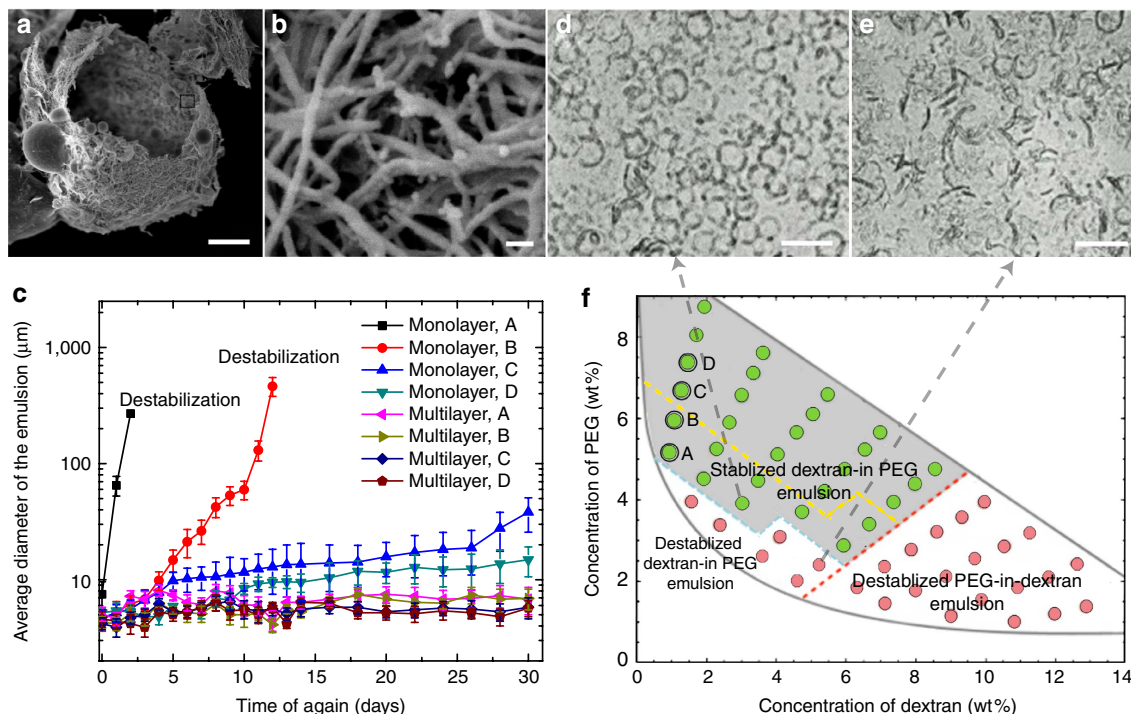 a
b
d
e
c
Average diameter of the emulsion (μm)
1,000
100
10
0
5
10
15
20
25
30
Time of again (days)
Destabilization
Destabilization
Monolayer, A
Monolayer, B
Monolayer, C
Monolayer, D
Multilayer, A
Multilayer, B
Multilayer, C
Multilayer, D
f
Concentration of PEG (wt%)
8
6
4
2
0
0
2
4
6
8
10
12
14
Concentration of dextran (wt%)
D
C
B
A
Stablized dextran-in PEG
emulsion
Destablized
dextran-in PEG
emulsion
Destablized PEG-in-dextran
emulsion